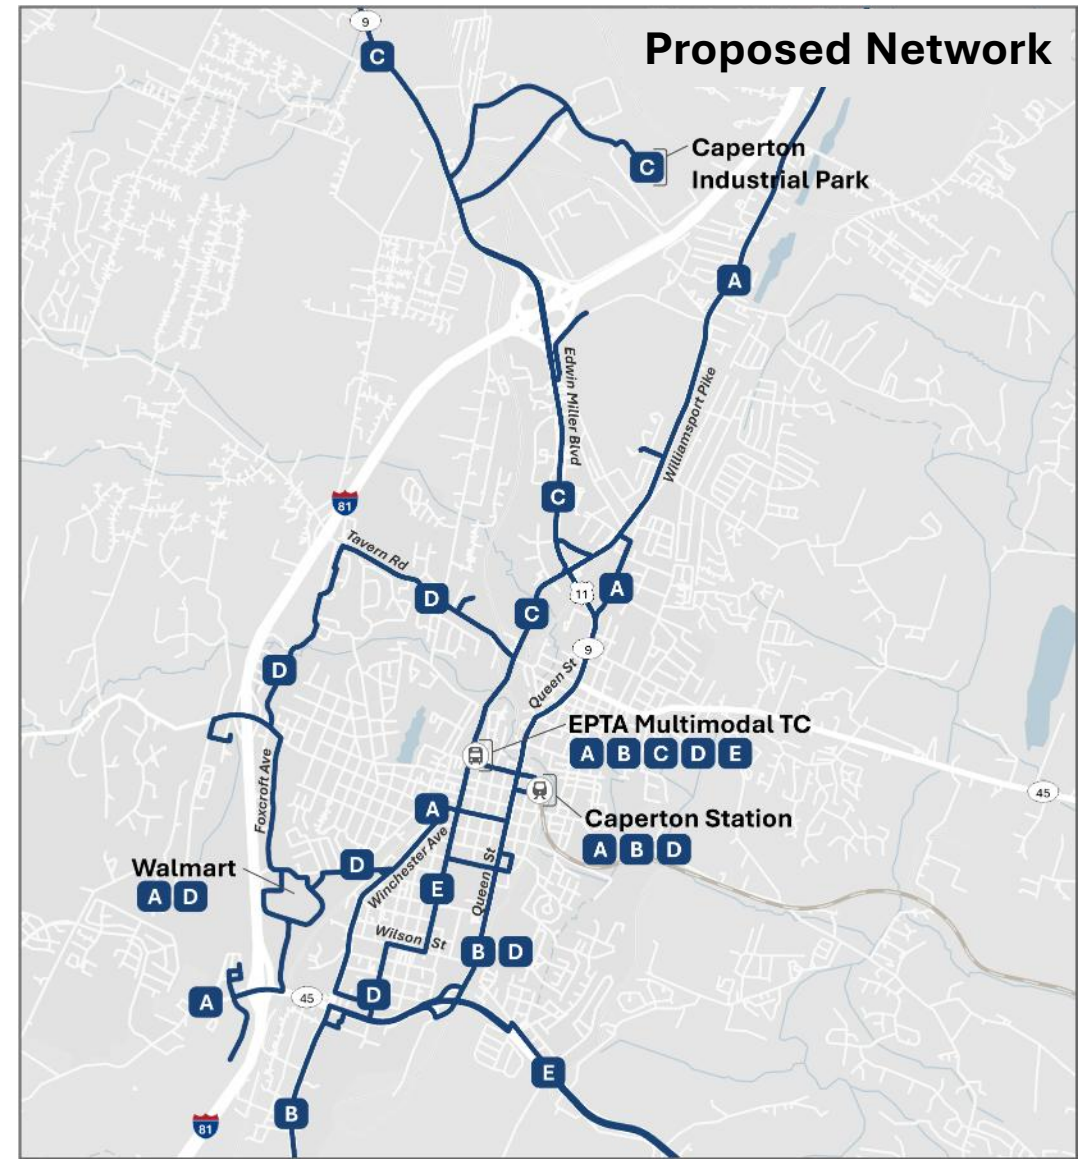 Proposed Network
9
C
Caperton
Industrial Park
C
A
Edwin Miller Blvd
Williamsport Pike
C
81
Tavern Rd
D
11
A
C
9
D
Queen St
EPTA Multimodal TC
A B C D E
Foxcroft Ave
45
A
Caperton Station
A B D
Walmart
A D
D
Winchester Ave
E
Queen St
Wilson St
B D
D
A
45
E
B
81